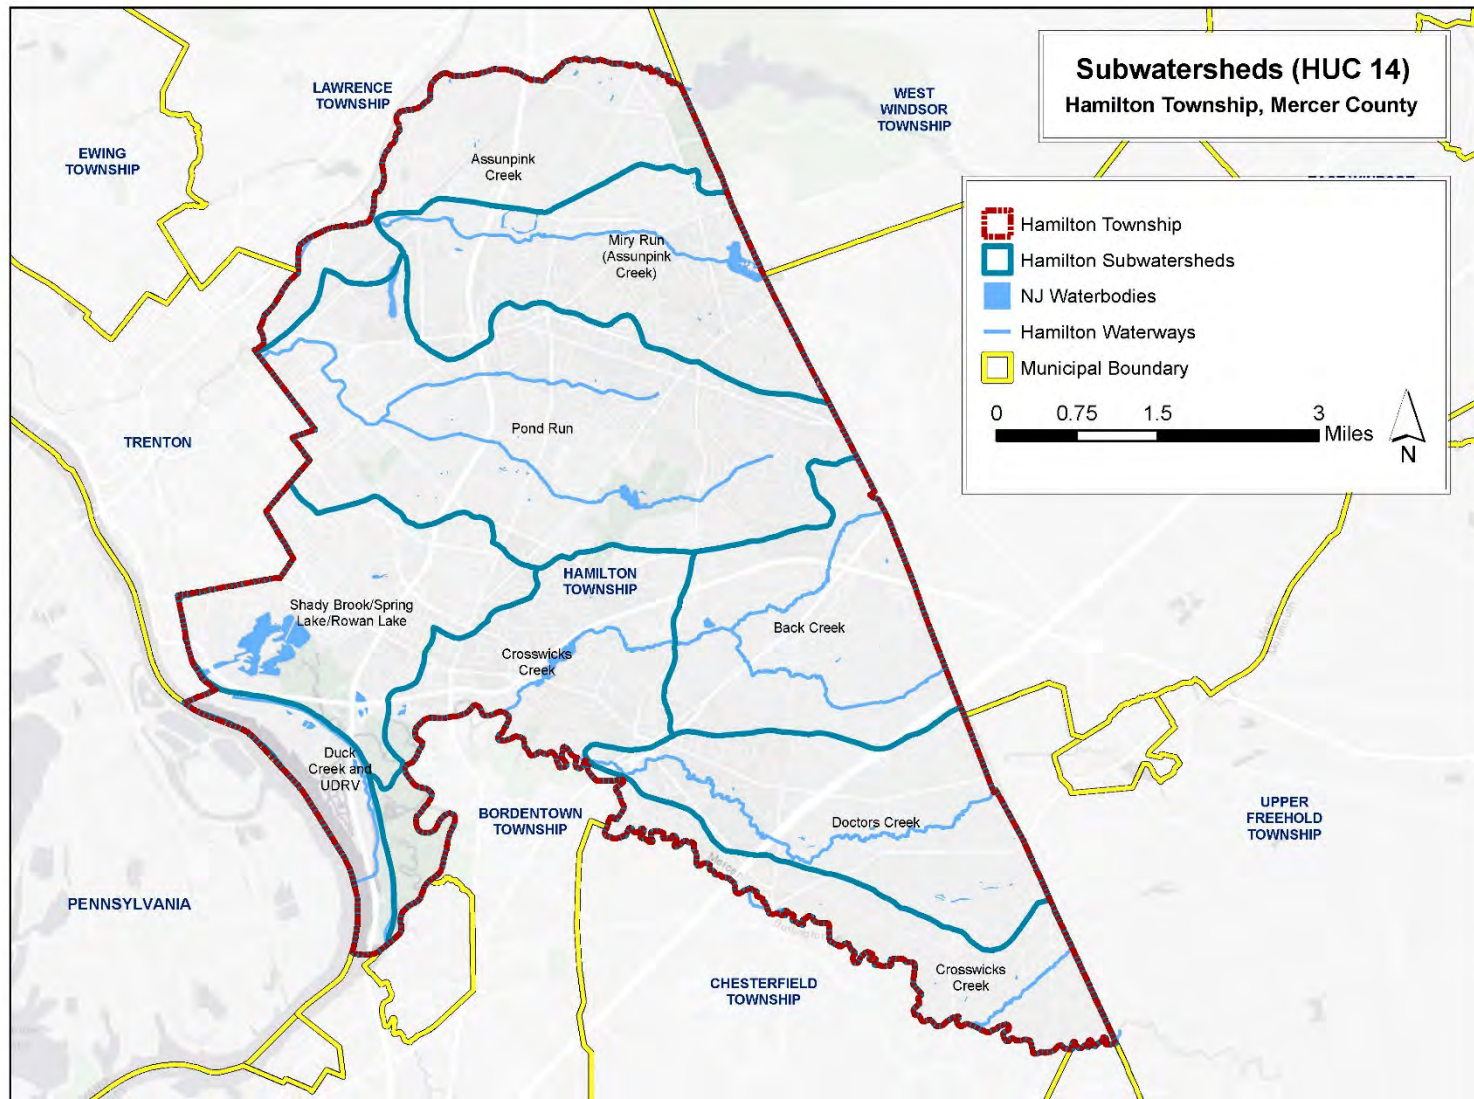 Subwatersheds (HUC 14)
Hamilton Township, Mercer County
Hamilton Township
Hamilton Subwatersheds
NJ Waterbodies
Hamilton Waterways
Municipal Boundary
0 0.75 1.5 3
Miles
N
LAWRENCE
TOWNSHIP
WEST
WINDSOR
TOWNSHIP
EWING
TOWNSHIP
Assunpink
Creek
Miry Run
(Assunpink
Creek)
TRENTON
Pond Run
HAMILTON
TOWNSHIP
Shady Brook/Spring
Lake/Rowan Lake
Back Creek
Crosswicks
Creek
Duck
Creek and
UDRV
BORDENTOWN
TOWNSHIP
Doctors Creek
UPPER
FREEHOLD
TOWNSHIP
PENNSYLVANIA
CHESTERFIELD
TOWNSHIP
Crosswicks
Creek